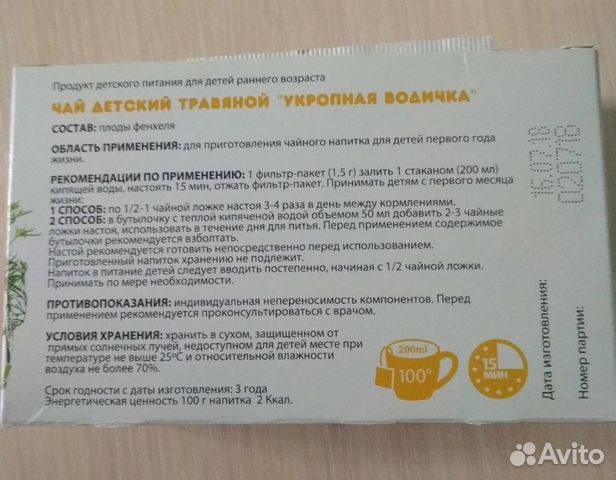 Продукт детского питания для детей раннего возраста
ЧАЙ ДЕТСКИЙ ТРАВЯНОЙ "УКРОПНАЯ ВОДИЧКА"
СОСТАВ: плоды фенхеля
ОБЛАСТЬ ПРИМЕНЕНИЯ: для приготовления чайного напитка для детей первого года
жизни.
РЕКОМЕНДАЦИИ ПО ПРИМЕНЕНИЮ: 1 фильтр-пакет (1,5 г) залить 1 стаканом (200 мл)
кипящей воды, настоять 15 мин, отжать фильтр-пакет. Принимать детям с первого месяца
жизни:
1 СПОСОБ: по 1/2-1 чайной ложке настоя 3-4 раза в день между кормлениями.
2 СПОСОБ: в бутылочку с теплой кипяченой водой объемом 50 мл добавить 2-3 чайные
ложки настоя, использовать в течение дня для питья. Перед применением содержимое
бутылочки рекомендуется взболтать.
Настой рекомендуется готовить непосредственно перед использованием.
Приготовленный напиток хранению не подлежит.
Напиток в питание детей следует вводить постепенно, начиная с 1/2 чайной ложки.
Принимать по мере необходимости.
ПРОТИВОПОКАЗАНИЯ: индивидуальная непереносимость компонентов. Перед
применением рекомендуется проконсультироваться с врачом.
УСЛОВИЯ ХРАНЕНИЯ: хранить в сухом, защищенном от
прямых солнечных лучей, недоступном для детей месте при
температуре не выше 25°С и относительной влажности
воздуха не более 70%.
Срок годности с даты изготовления: 3 года
Энергетическая ценность 100 г напитка 2 Ккал.
200ml
100°
15
МИН
Дата изготовления:
16.07.18
Номер партии:
020718
Avito